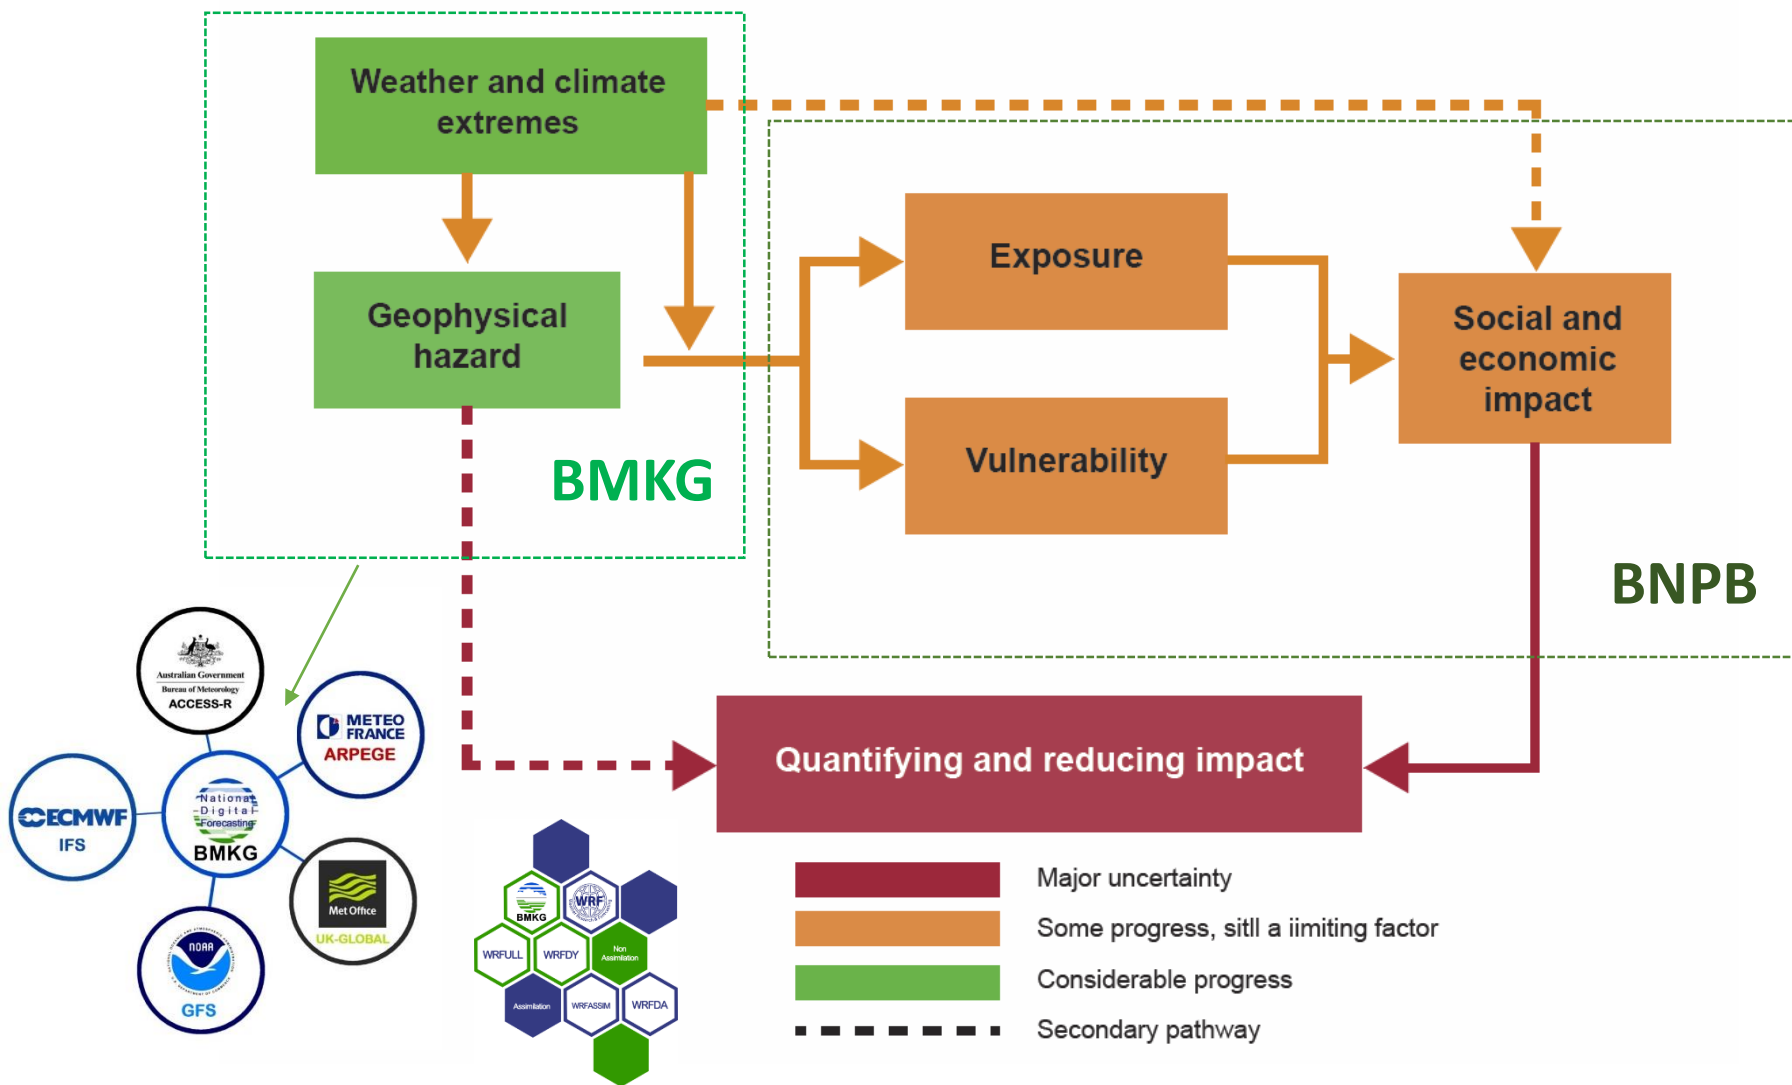 Weather and climate
extremes
Geophysical
hazard
BMKG
Exposure
Vulnerability
Social and
economic
impact
BNPB
Quantifying and reducing impact
Australian Government
Bureau of Meteorology
ACCESS-R
METEO
FRANCE
ARPEGE
ECMWF
IFS
National
Digital
Forecasting
BMKG
Met Office
UK-GLOBAL
NOAA
GFS
BMKG
WRF
WRFULL
WRFDY
Non
Assimilation
Assimilation
WRFASSIM
WRFDA
Major uncertainty
Some progress, sitll a iimiting factor
Considerable progress
Secondary pathway